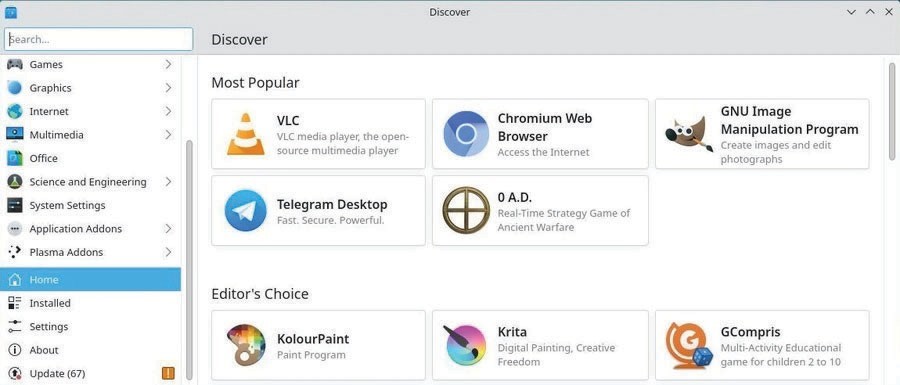 Discover
Search...
Discover
Games
Graphics
Internet
Multimedia
Office
Science and Engineering
System Settings
Application Addons
Plasma Addons
Home
Installed
Settings
About
Update (67)
Most Popular
VLC
VLC media player, the open-
source multimedia player
Chromium Web
Browser
Access the Internet
GNU Image
Manipulation Program
Create images and edit
photographs
Telegram Desktop
Fast. Secure. Powerful.
0 A.D.
Real-Time Strategy Game of
Ancient Warfare
Editor's Choice
KolourPaint
Paint Program
Krita
Digital Painting, Creative
Freedom
GCompris
Multi-Activity Educational
game for children 2 to 10